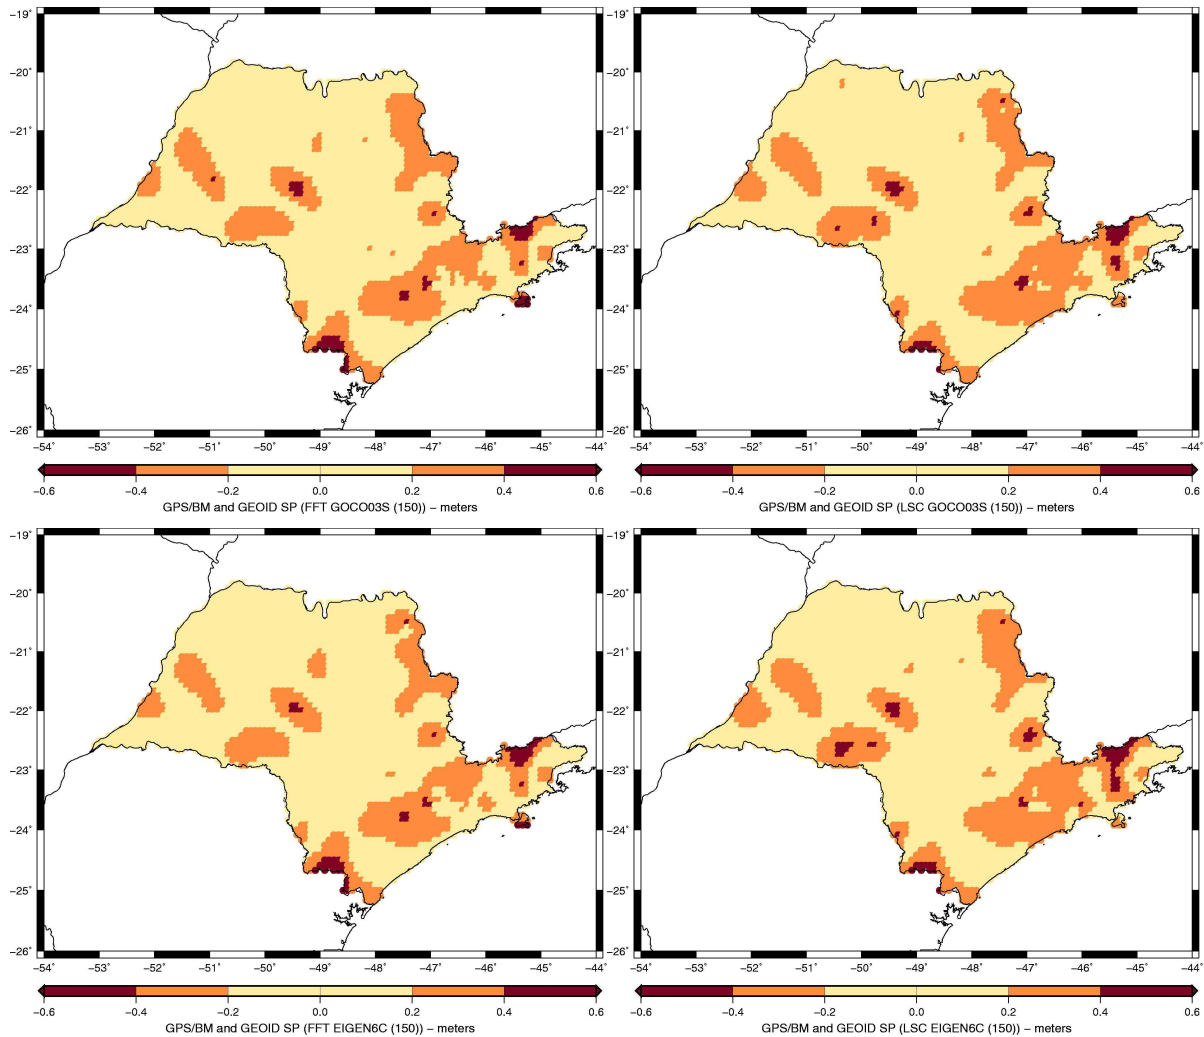 −19˚
−20˚
−21˚
−22˚
−23˚
−24˚
−25˚
−26˚
−54˚ −53˚ −52˚ −51˚ −50˚ −49˚ −48˚ −47˚ −46˚ −45˚ −44˚
−0.6 −0.4 −0.2 0.0 0.2 0.4 0.6
GPS/BM and GEOID SP (FFT GOCO03S (150)) − meters
−19˚
−20˚
−21˚
−22˚
−23˚
−24˚
−25˚
−26˚
−54˚ −53˚ −52˚ −51˚ −50˚ −49˚ −48˚ −47˚ −46˚ −45˚ −44˚
−0.6 −0.4 −0.2 0.0 0.2 0.4 0.6
GPS/BM and GEOID SP (LSC GOCO03S (150)) − meters
−19˚
−20˚
−21˚
−22˚
−23˚
−24˚
−25˚
−26˚
−54˚ −53˚ −52˚ −51˚ −50˚ −49˚ −48˚ −47˚ −46˚ −45˚ −44˚
−0.6 −0.4 −0.2 0.0 0.2 0.4 0.6
GPS/BM and GEOID SP (FFT EIGEN6C (150)) − meters
−19˚
−20˚
−21˚
−22˚
−23˚
−24˚
−25˚
−26˚
−54˚ −53˚ −52˚ −51˚ −50˚ −49˚ −48˚ −47˚ −46˚ −45˚ −44˚
−0.6 −0.4 −0.2 0.0 0.2 0.4 0.6
GPS/BM and GEOID SP (LSC EIGEN6C (150)) − meters